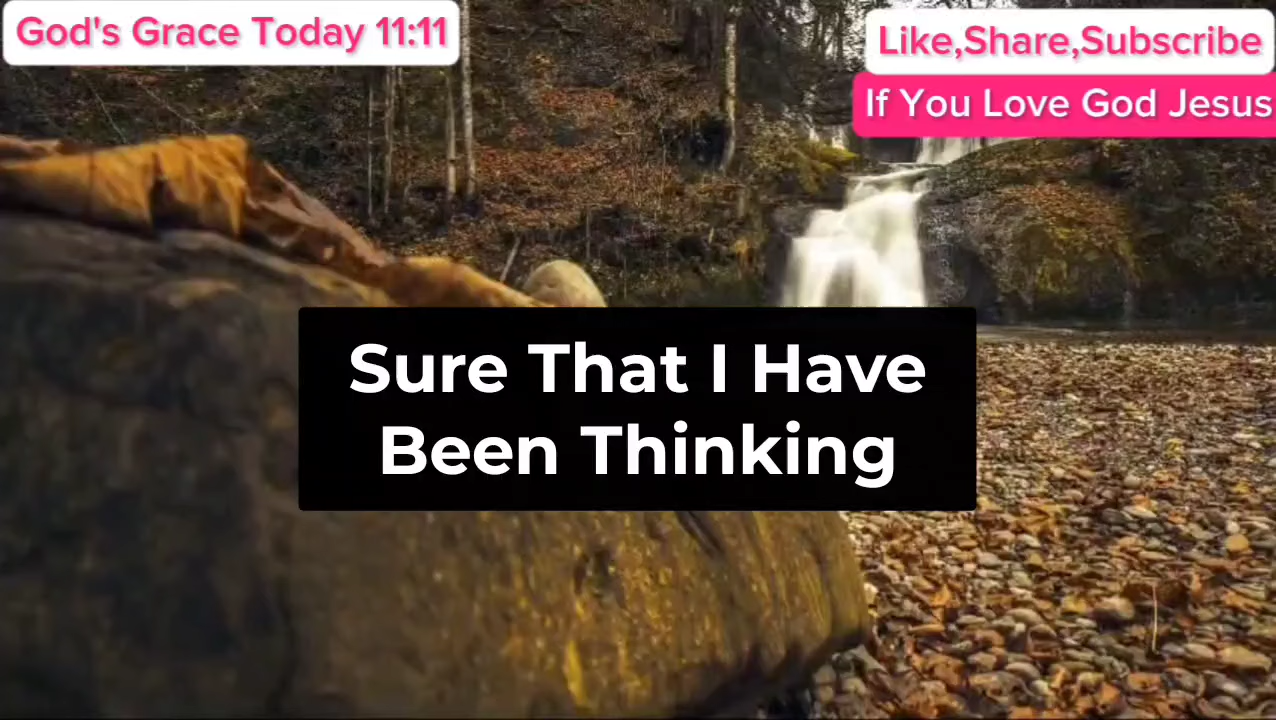 God's Grace Today 11:11
Like,Share,Subscribe
If You Love God Jesus
Sure That I Have
Been Thinking